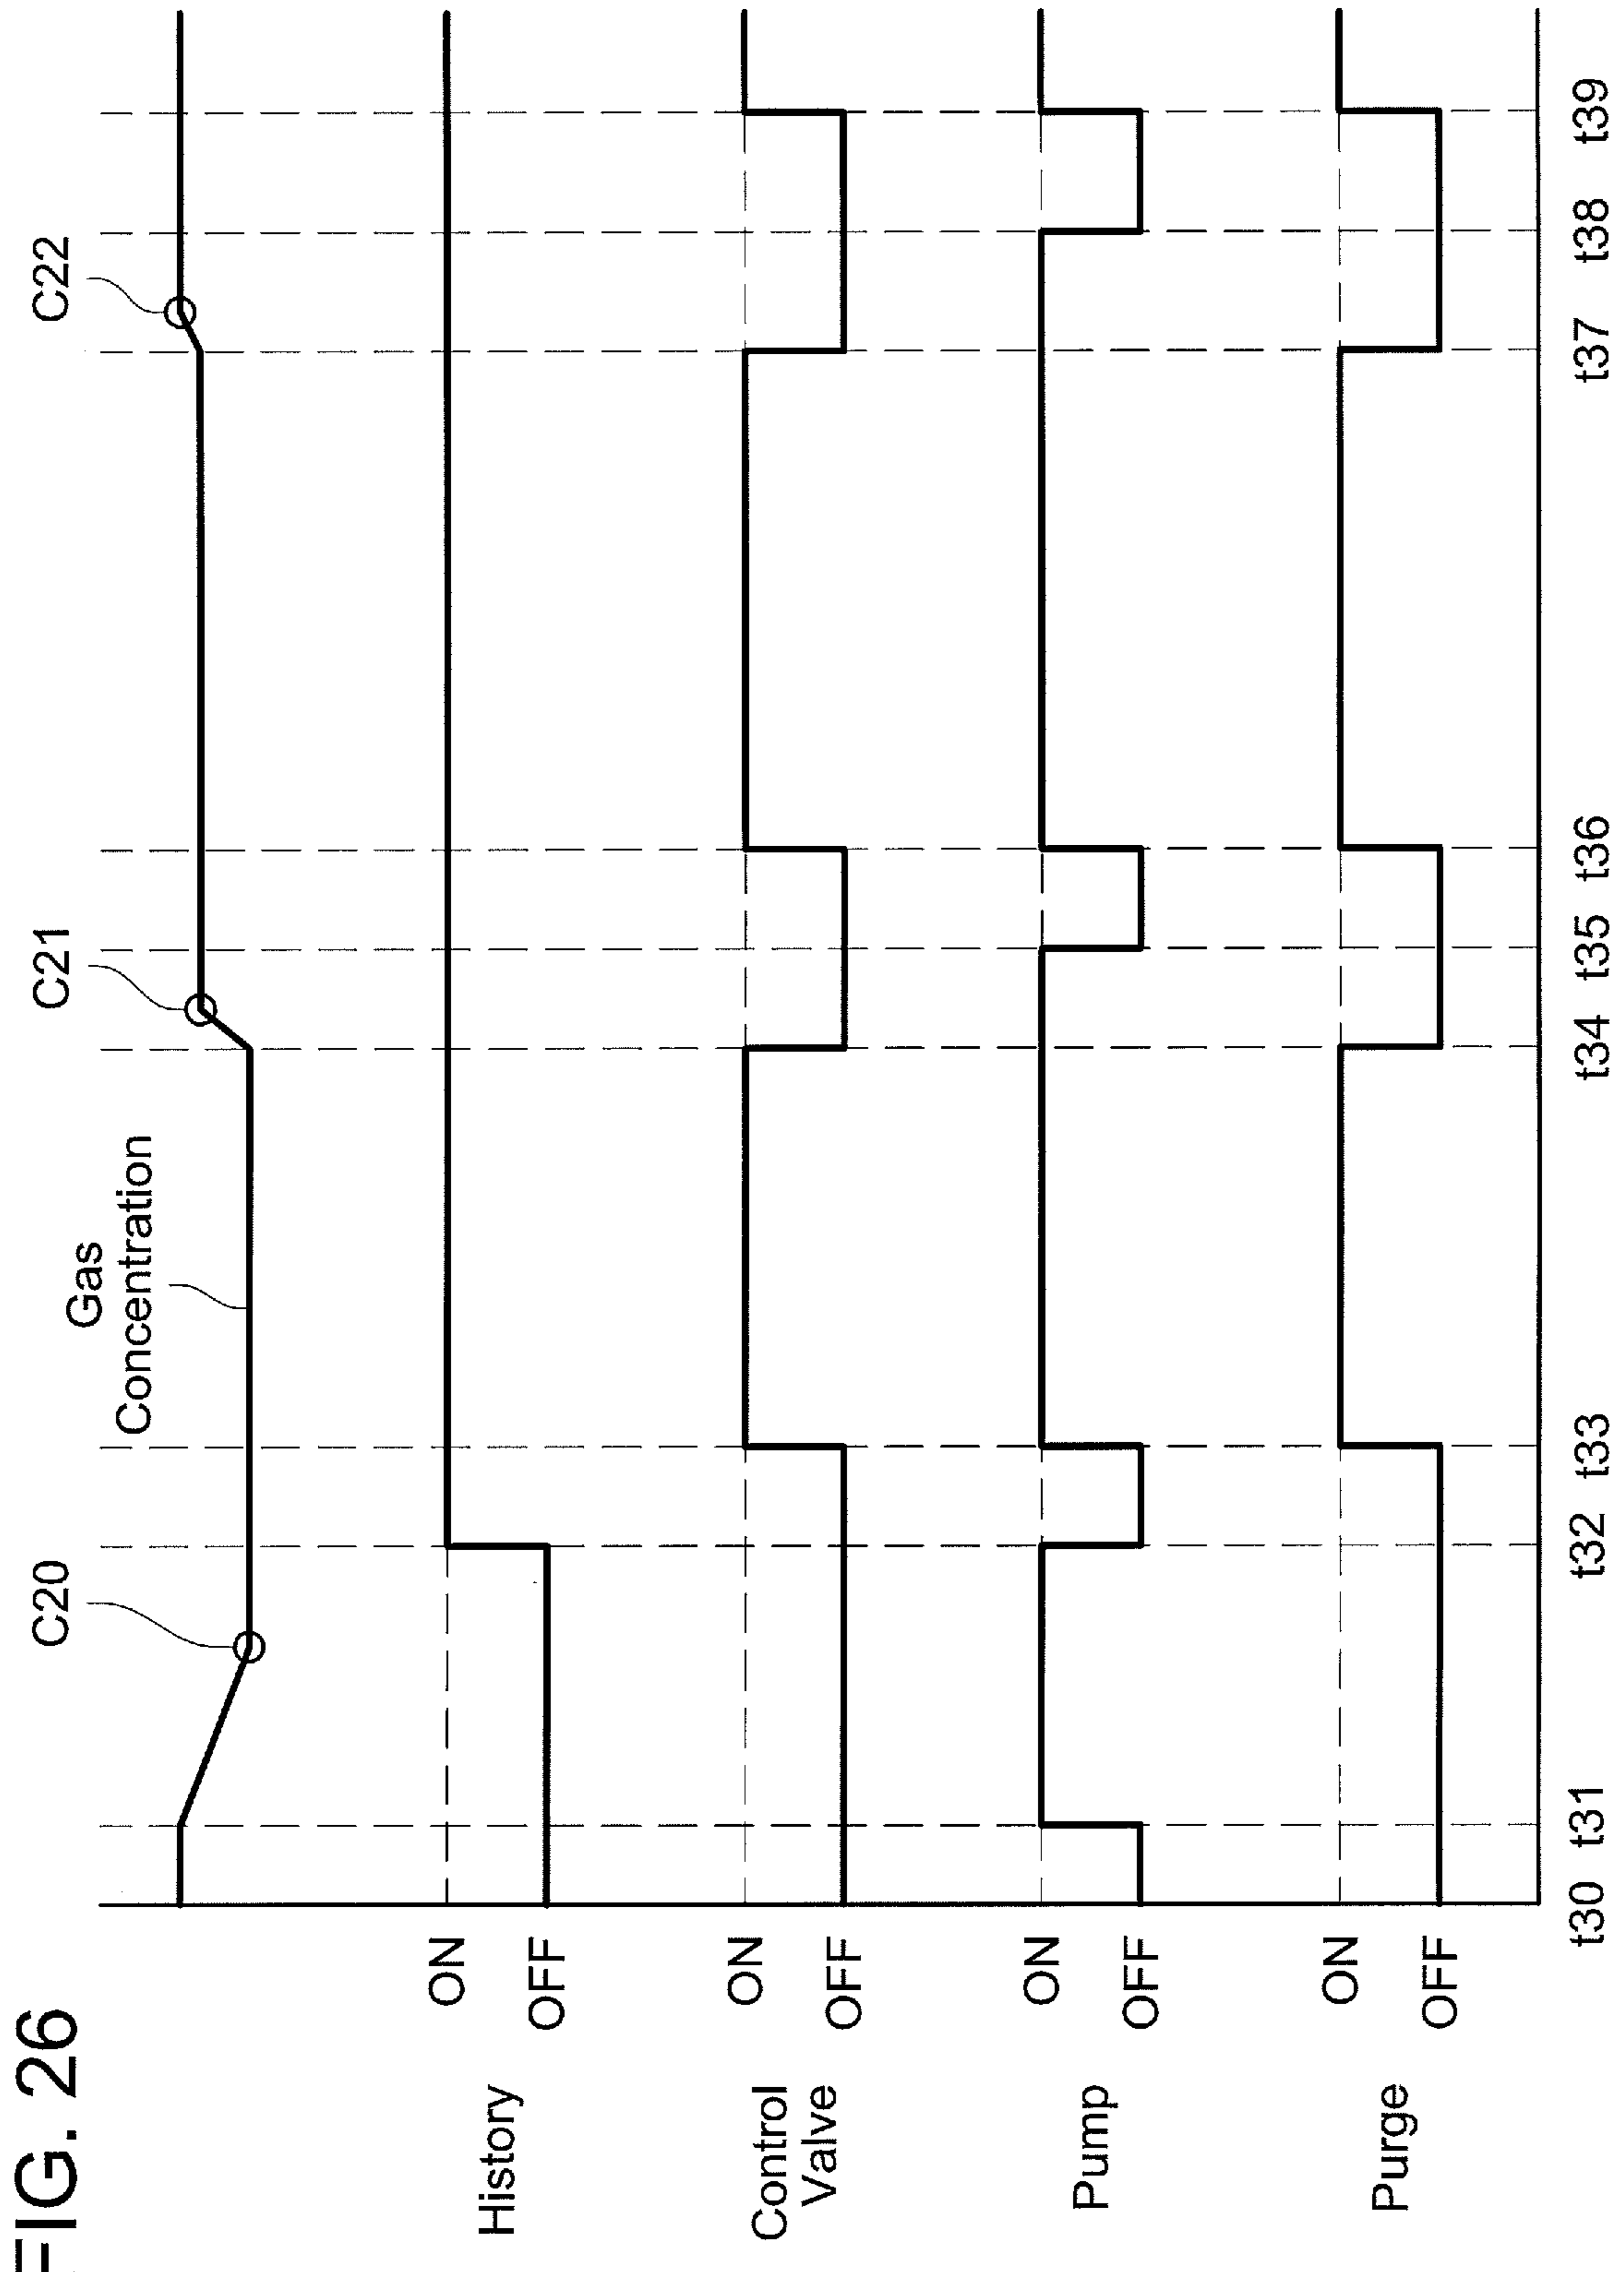 FIG. 26
C20
Gas
Concentration
C21
C22
History
ON
OFF
Control
Valve
ON
OFF
Pump
ON
OFF
Purge
ON
OFF
t30 t31 t32 t33 t34 t35 t36 t37 t38 t39